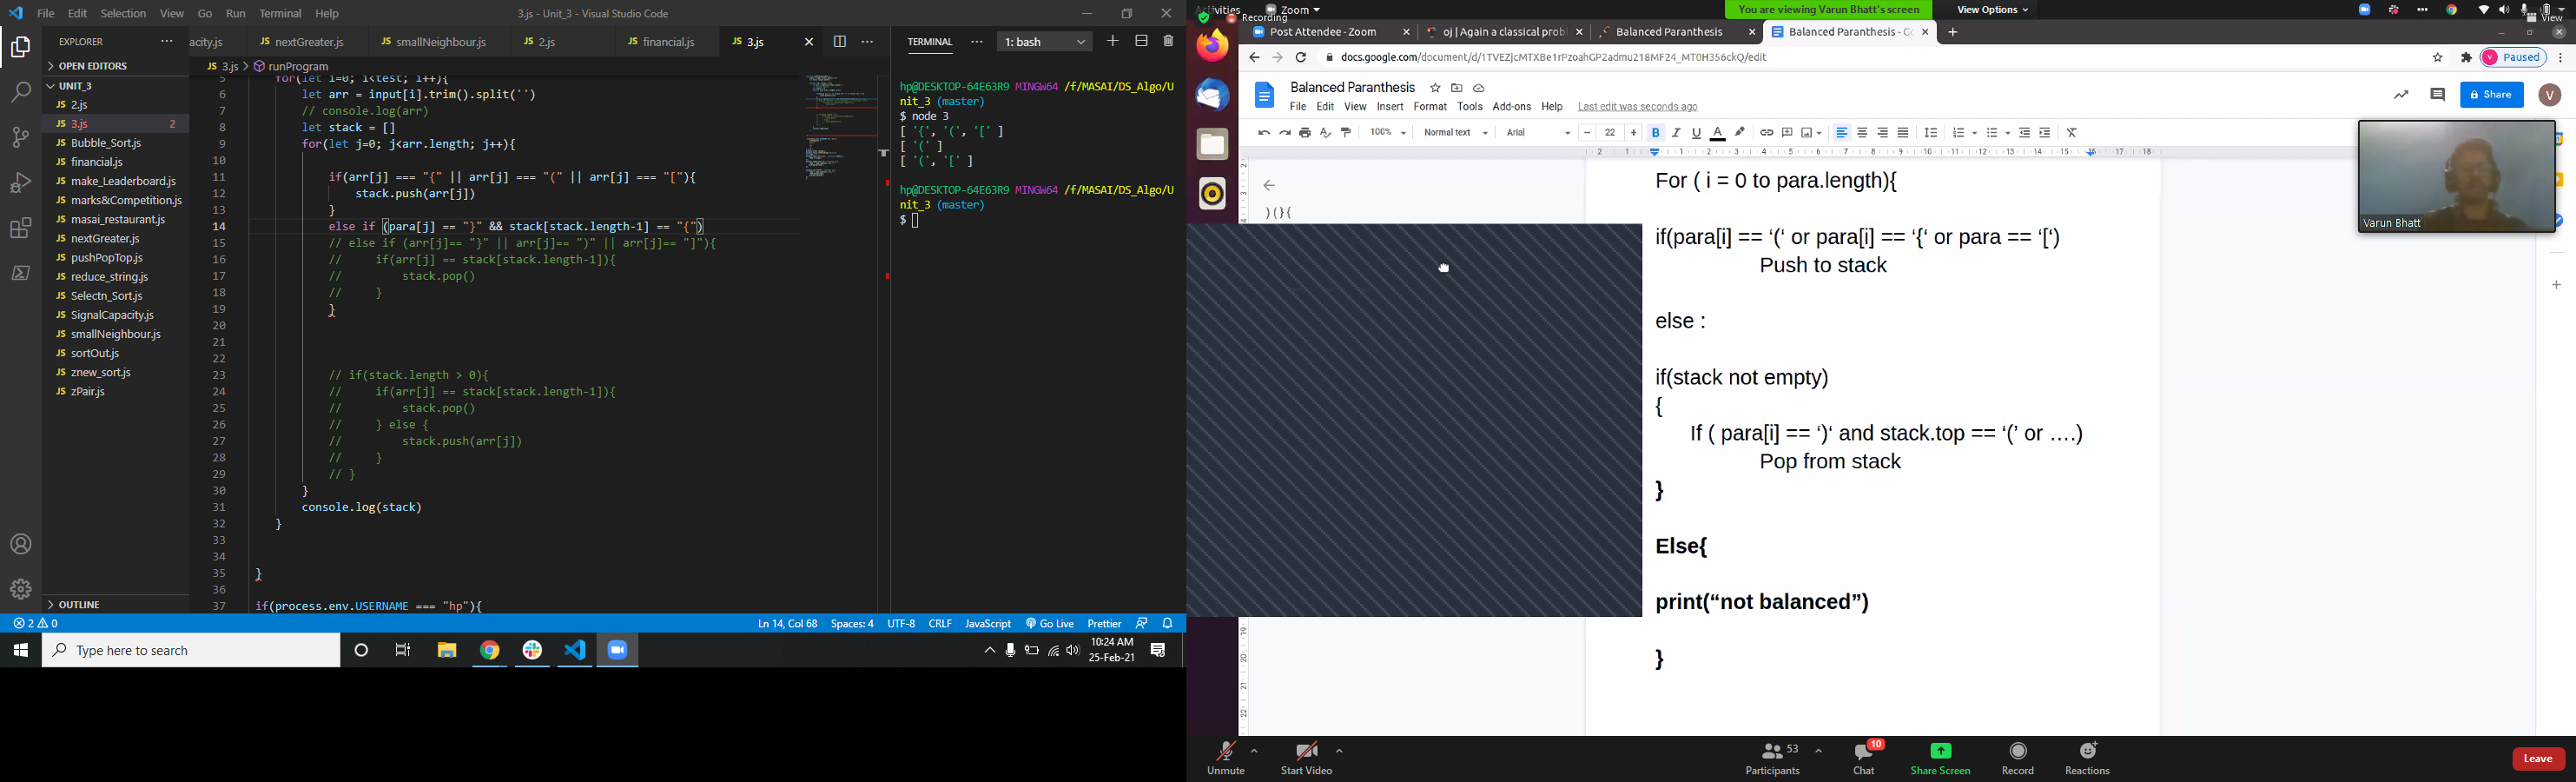 File Edit Selection View Go Run Terminal Help
3.js - Unit_3 - Visual Studio Code
EXPLORER
OPEN EDITORS
UNIT_3
JS 2.js
JS 3.js 2
JS Bubble_Sort.js
JS financial.js
JS make_Leaderboard.js
JS marks&Competition.js
JS masai_restaurant.js
JS nextGreater.js
JS pushPopTop.js
JS reduce_string.js
JS Selectn_Sort.js
JS SignalCapacity.js
JS smallNeighbour.js
JS sortOut.js
JS znew_sort.js
JS zPair.js
OUTLINE
acity.js JS nextGreater.js JS smallNeighbour.js JS 2.js JS financial.js JS 3.js
JS 3.js > runProgram
5 for(let i=0; i<test; i++){
6 let arr = input[i].trim().split('')
7 // console.log(arr)
8 let stack = []
9 for(let j=0; j<arr.length; j++){
10
11 if(arr[j] === "{" || arr[j] === "(" || arr[j] === "["){
12 stack.push(arr[j])
13 }
14 else if (para[j] == "}" && stack[stack.length-1] == "{")
15 // else if (arr[j]== "}" || arr[j]== ")" || arr[j]== "]"){
16 // if(arr[j] == stack[stack.length-1]){
17 // stack.pop()
18 // }
19 }
20
21
22
23 // if(stack.length > 0){
24 // if(arr[j] == stack[stack.length-1]){
25 // stack.pop()
26 // } else {
27 // stack.push(arr[j])
28 // }
29 // }
30 }
31 console.log(stack)
32 }
33
34
35 }
36
37 if(process.env.USERNAME === "hp"){
TERMINAL 1: bash
hp@DESKTOP-64E63R9 MINGW64 /f/MASAI/DS_Algo/U
nit_3 (master)
$ node 3
[ '{', '(', '[' ]
[ '(' ]
[ '(', '[' ]
hp@DESKTOP-64E63R9 MINGW64 /f/MASAI/DS_Algo/U
nit_3 (master)
$
2 0
Ln 14, Col 68 Spaces: 4 UTF-8 CRLF JavaScript Go Live Prettier
Type here to search
10:24 AM
25-Feb-21
Activities Zoom
Recording
You are viewing Varun Bhatt's screen View Options
View
Post Attendee - Zoom oj | Again a classical probl Balanced Paranthesis Balanced Paranthesis - Go
docs.google.com/document/d/1TVEZjcMTXBe1rPzoahGP2admu21BMF24_MT0H356ckQ/edit
Paused
Balanced Paranthesis
File Edit View Insert Format Tools Add-ons Help Last edit was seconds ago
Share
V
100% Normal text Arial 22 B I U A
)(}{
For ( i = 0 to para.length){
if(para[i] == ‘(‘ or para[i] == ‘{‘ or para == ‘[‘)
Push to stack
else :
if(stack not empty)
{
If ( para[i] == ‘)‘ and stack.top == ‘(’ or ….)
Pop from stack
}
Else{
print(“not balanced”)
}
Varun Bhatt
Unmute Start Video Participants 53 Chat 10 Share Screen Record Reactions Leave